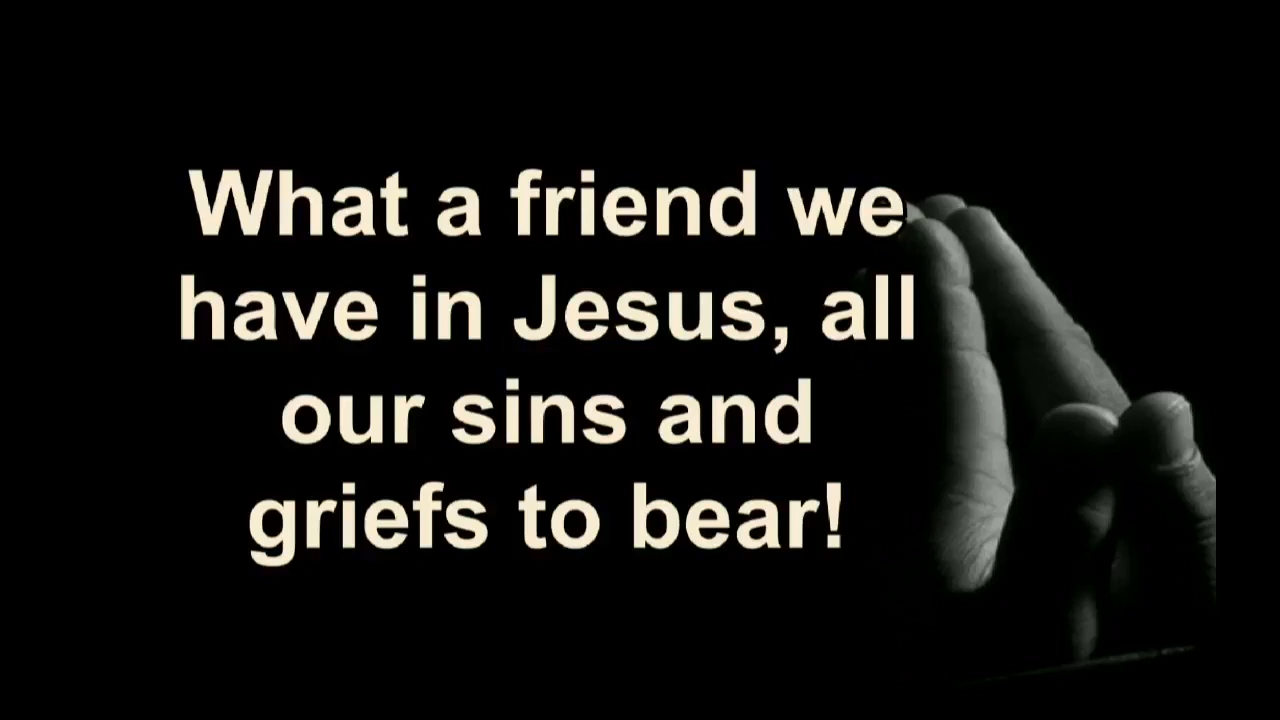 What a friend we
have in Jesus, all
our sins and
griefs to bear!